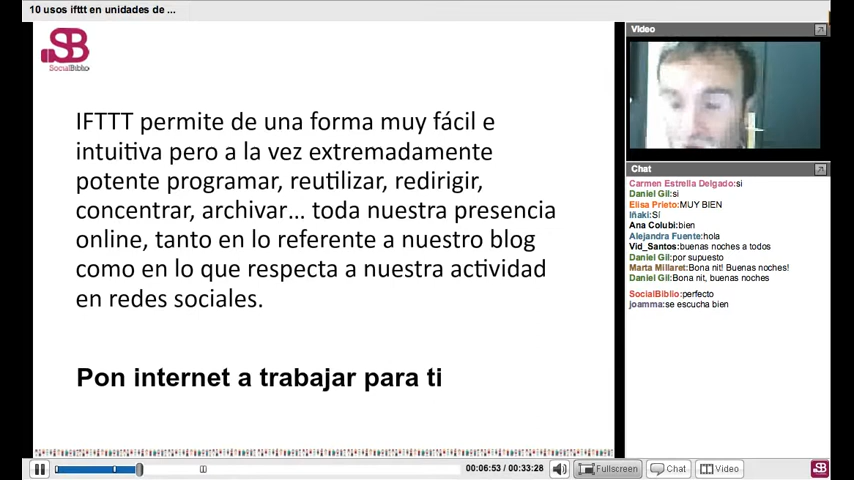 10 usos ifttt en unidades de ...
SB
SocialBiblio
IFTTT permite de una forma muy fácil e
intuitiva pero a la vez extremadamente
potente programar, reutilizar, redirigir,
concentrar, archivar... toda nuestra presencia
online, tanto en lo referente a nuestro blog
como en lo que respecta a nuestra actividad
en redes sociales.
Pon internet a trabajar para ti
Video
Chat
Carmen Estrella Delgado:si
Daniel Gil:si
Elisa Prieto:MUY BIEN
Iñaki:SÍ
Ana Colubi:bien
Alejandra Fuente:hola
Vid_Santos:buenas noches a todos
Daniel Gil:por supuesto
Marta Millaret:Bona nit! Buenas noches!
Daniel Gil:Bona nit, buenas noches
SocialBiblio:perfecto
joamma:se escucha bien
00:06:53 / 00:33:28
Fullscreen
Chat
Video
SB